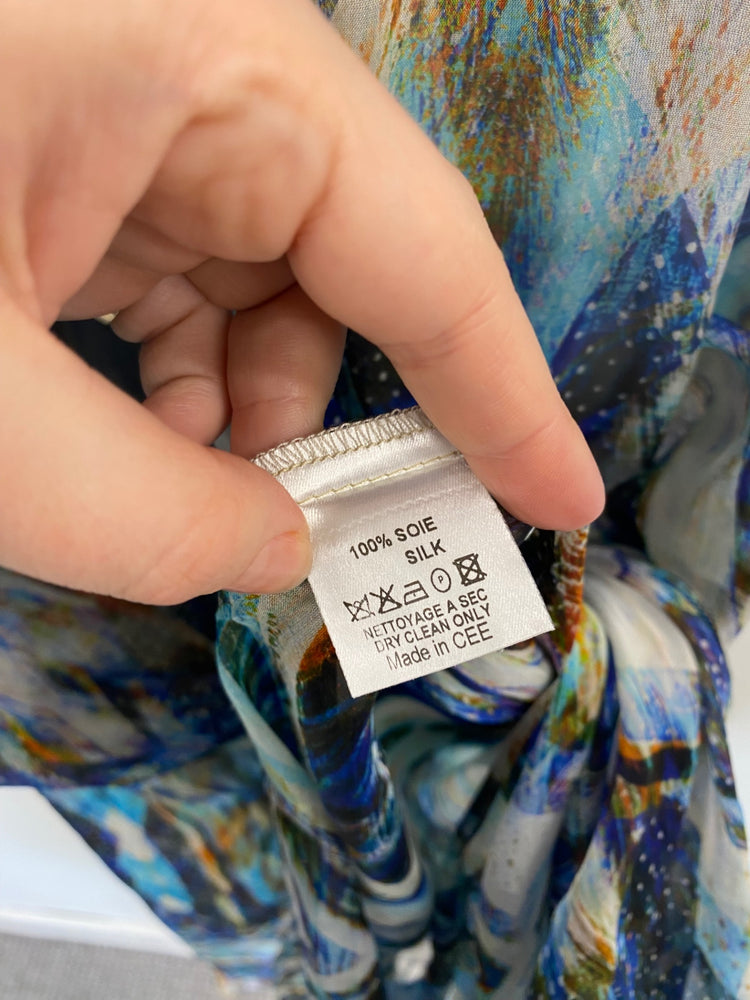 100% SOIE
SILK
P
NETTOYAGE A SEC
DRY CLEAN ONLY
Made in CEE